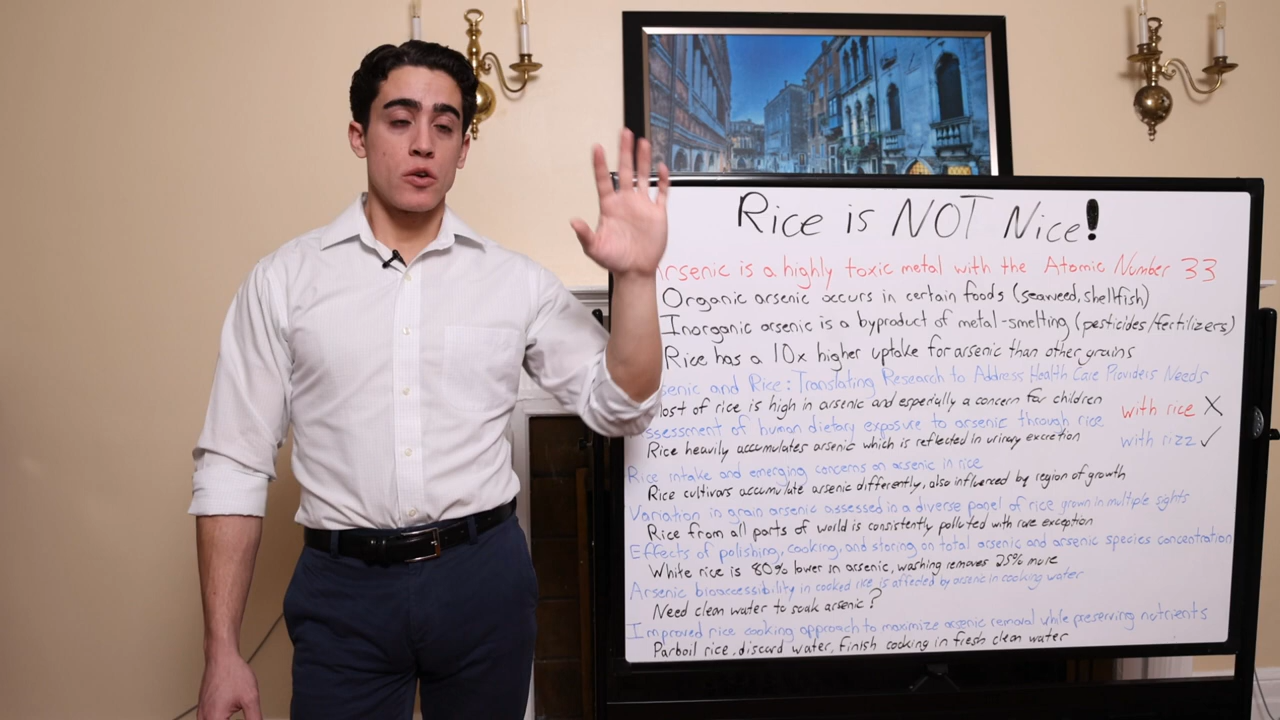 Rice is NOT Nice!
Arsenic is a highly toxic metal with the Atomic Number 33
Organic arsenic occurs in certain foods (seaweed, shellfish)
Inorganic arsenic is a byproduct of metal-smelting (pesticides/fertilizers)
Rice has a 10x higher uptake for arsenic than other grains
senic and Rice: Translating Research to Address Health Care Providers Needs
ost of rice is high in arsenic and especially a concern for children
with rice X
ssessment of human dietary exposure to arsenic through rice
with rizz ✓
Rice heavily accumulates arsenic which is reflected in urinary excretion
Rice intake and emerging concerns on arsenic in rice
Rice cultivars accumulate arsenic differently, also influenced by region of growth
Variation in grain arsenic assessed in a diverse panel of rice grown in multiple sights
Rice from all parts of world is consistently polluted with rare exception
Effects of polishing, cooking, and storing on total arsenic and arsenic species concentration
White rice is 80% lower in arsenic, washing removes 25% more
Arsenic bioaccessibility in cooked rice is affected by arsenic in cooking water
Need clean water to soak arsenic?
Improved rice cooking approach to maximize arsenic removal while preserving nutrients
Parboil rice, discard water, finish cooking in fresh clean water